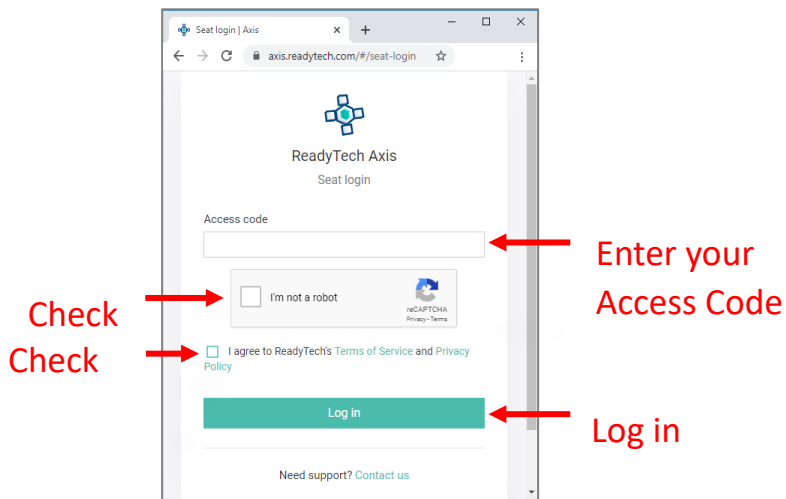 Seat login | Axis
axis.readytech.com/#/seat-login
ReadyTech Axis
Seat login
Access code
Enter your
Access Code
Check
I'm not a robot
reCAPTCHA
Privacy - Terms
Check
I agree to ReadyTech's Terms of Service and Privacy
Policy
Log in
Log in
Need support? Contact us